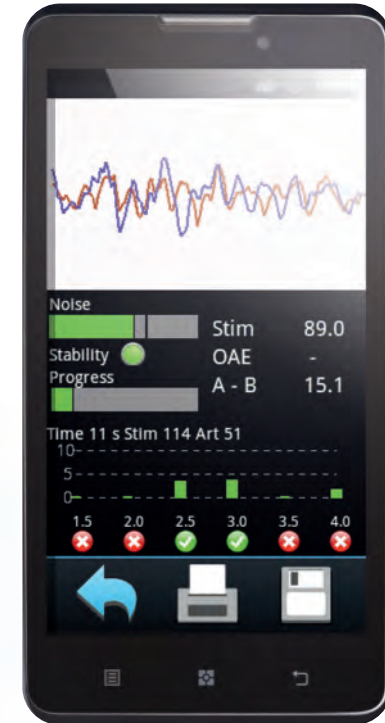 Noise
Stim 89.0
Stability OAE -
Progress
A - B 15.1
Time 11 s Stim 114 Art 51
10
5
0
1.5 2.0 2.5 3.0 3.5 4.0